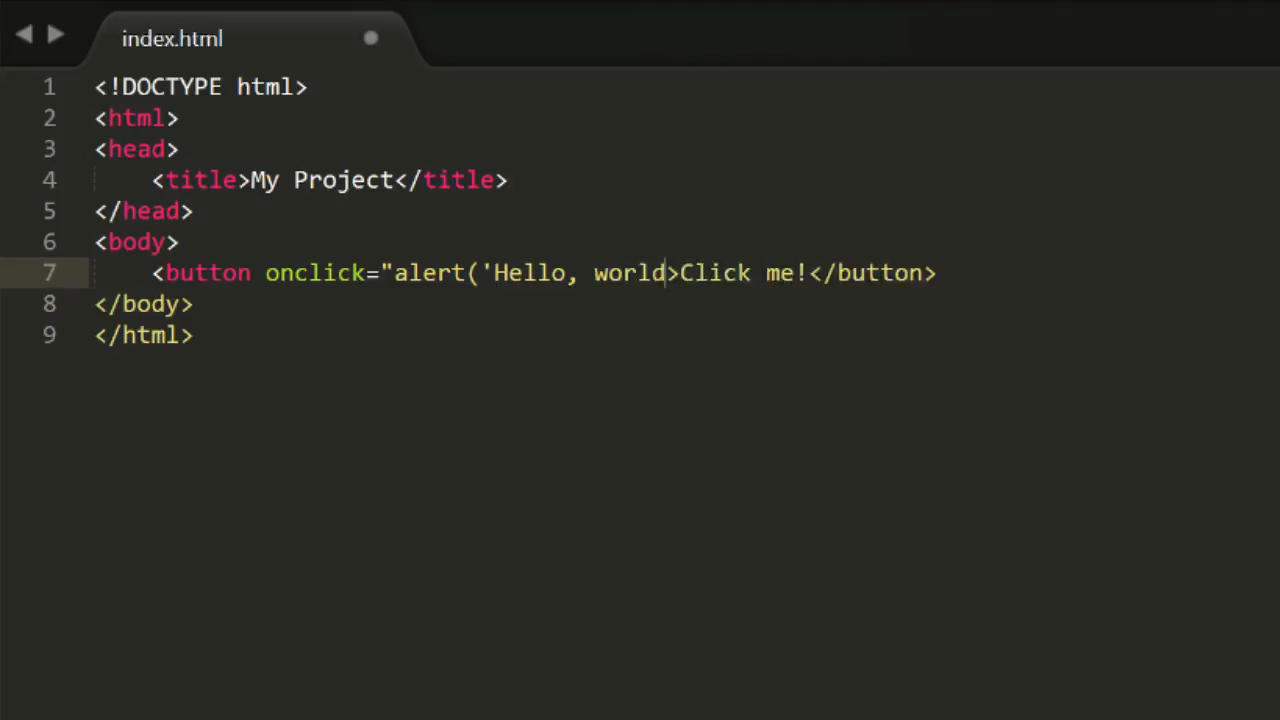 index.html
1 <!DOCTYPE html>
2 <html>
3 <head>
4     <title>My Project</title>
5 </head>
6 <body>
7     <button onclick="alert('Hello, world>Click me!</button>
8 </body>
9 </html>